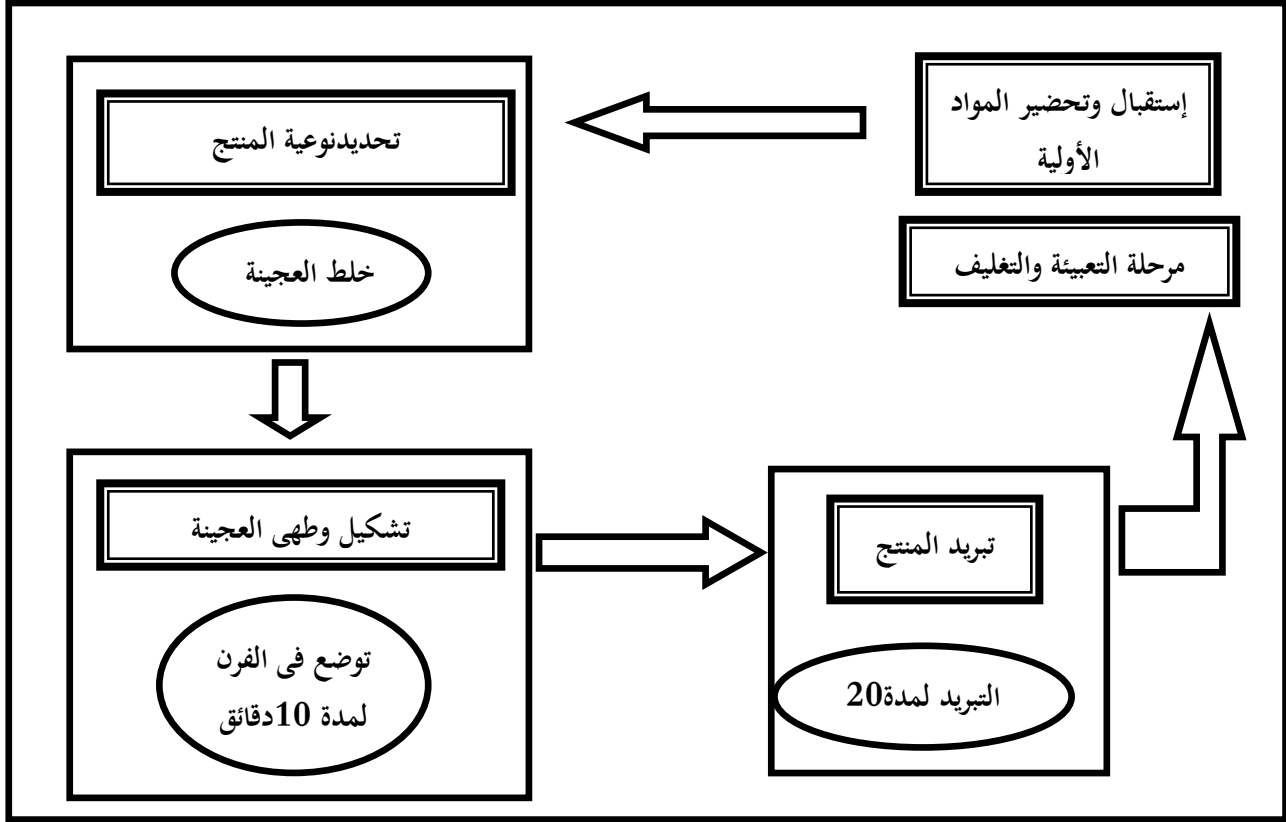 إستقبال وتحضير المواد
الأولية
تحديدنوعية المنتج
خلط العجينة
تشكيل وطهى العجينة
توضع فى الفرن
لمدة 10دقائق
تبريد المنتج
التبريد لمدة20
مرحلة التعبيئة والتغليف